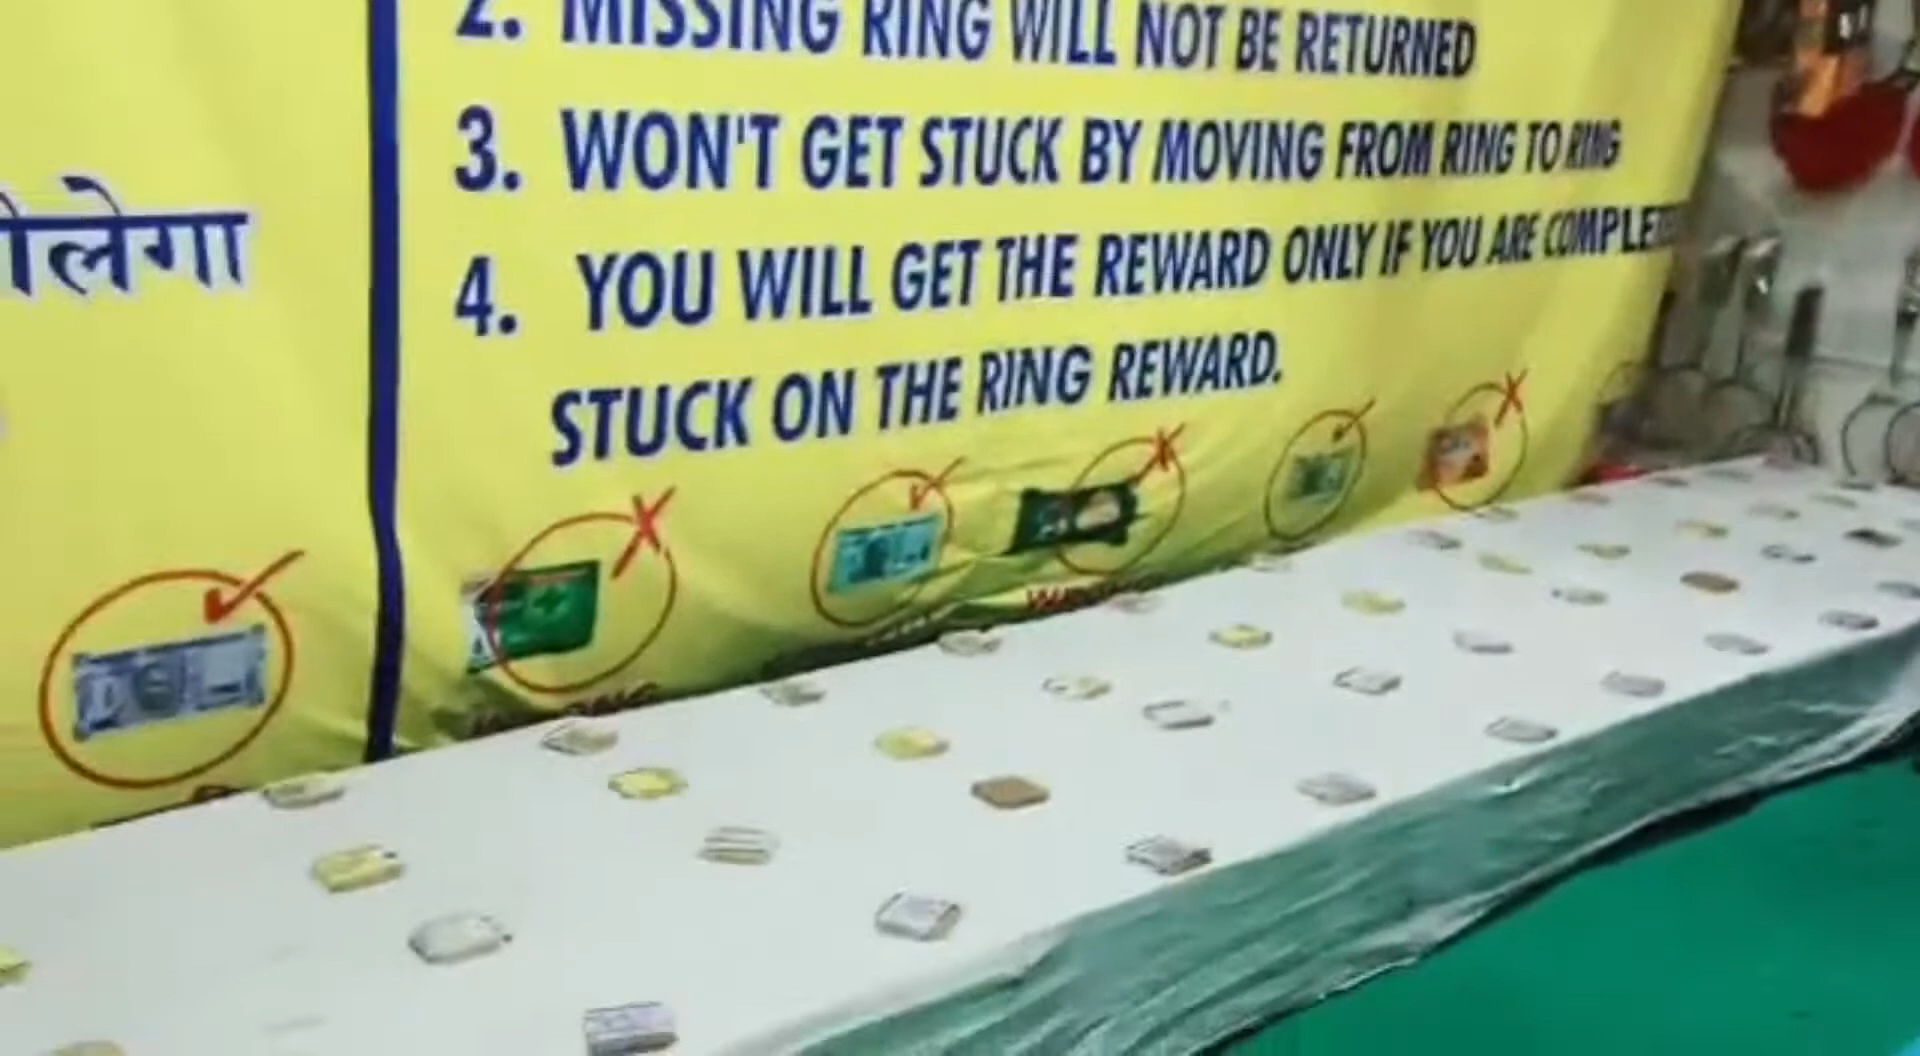 2. MISSING RING WILL NOT BE RETURNED
3. WON'T GET STUCK BY MOVING FROM RING TO RING
4. YOU WILL GET THE REWARD ONLY IF YOU ARE COMPLETE
STUCK ON THE RING REWARD.
मीलेगा